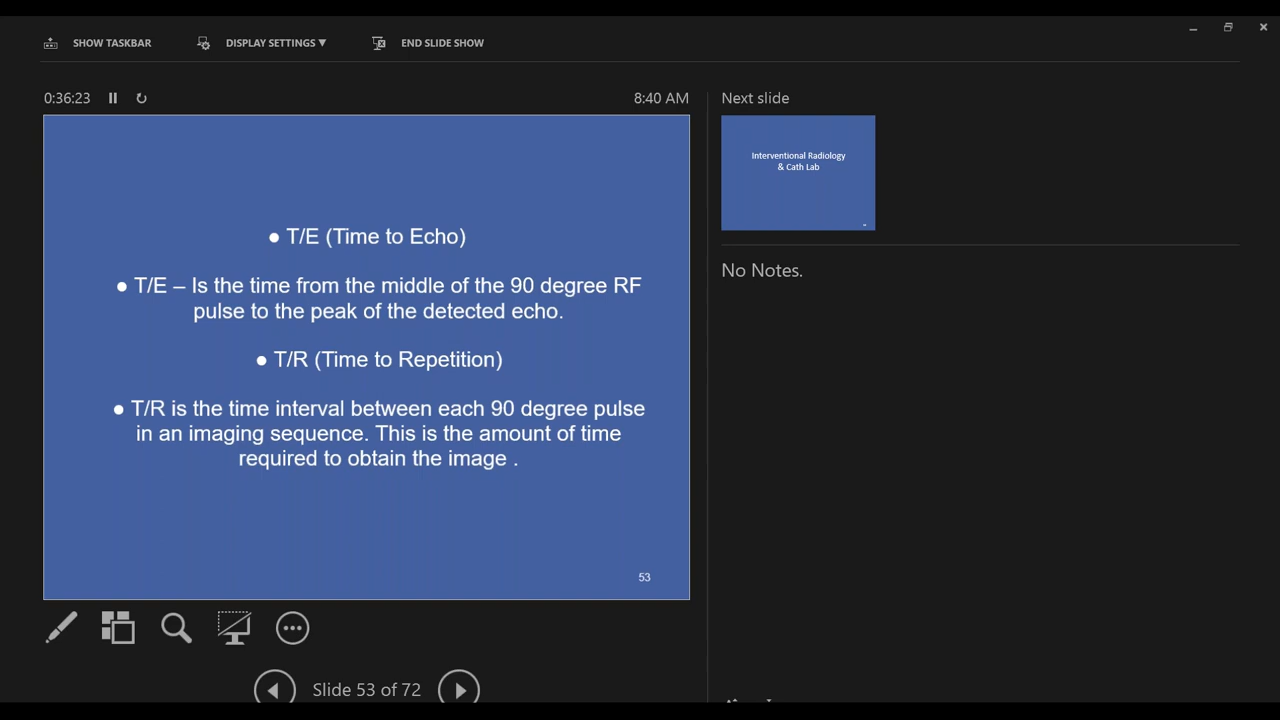 SHOW TASKBAR DISPLAY SETTINGS ▼ END SLIDE SHOW
0:36:23 8:40 AM
● T/E (Time to Echo)
● T/E – Is the time from the middle of the 90 degree RF
pulse to the peak of the detected echo.
● T/R (Time to Repetition)
● T/R is the time interval between each 90 degree pulse
in an imaging sequence. This is the amount of time
required to obtain the image .
53
Slide 53 of 72
Next slide
Interventional Radiology
& Cath Lab
No Notes.